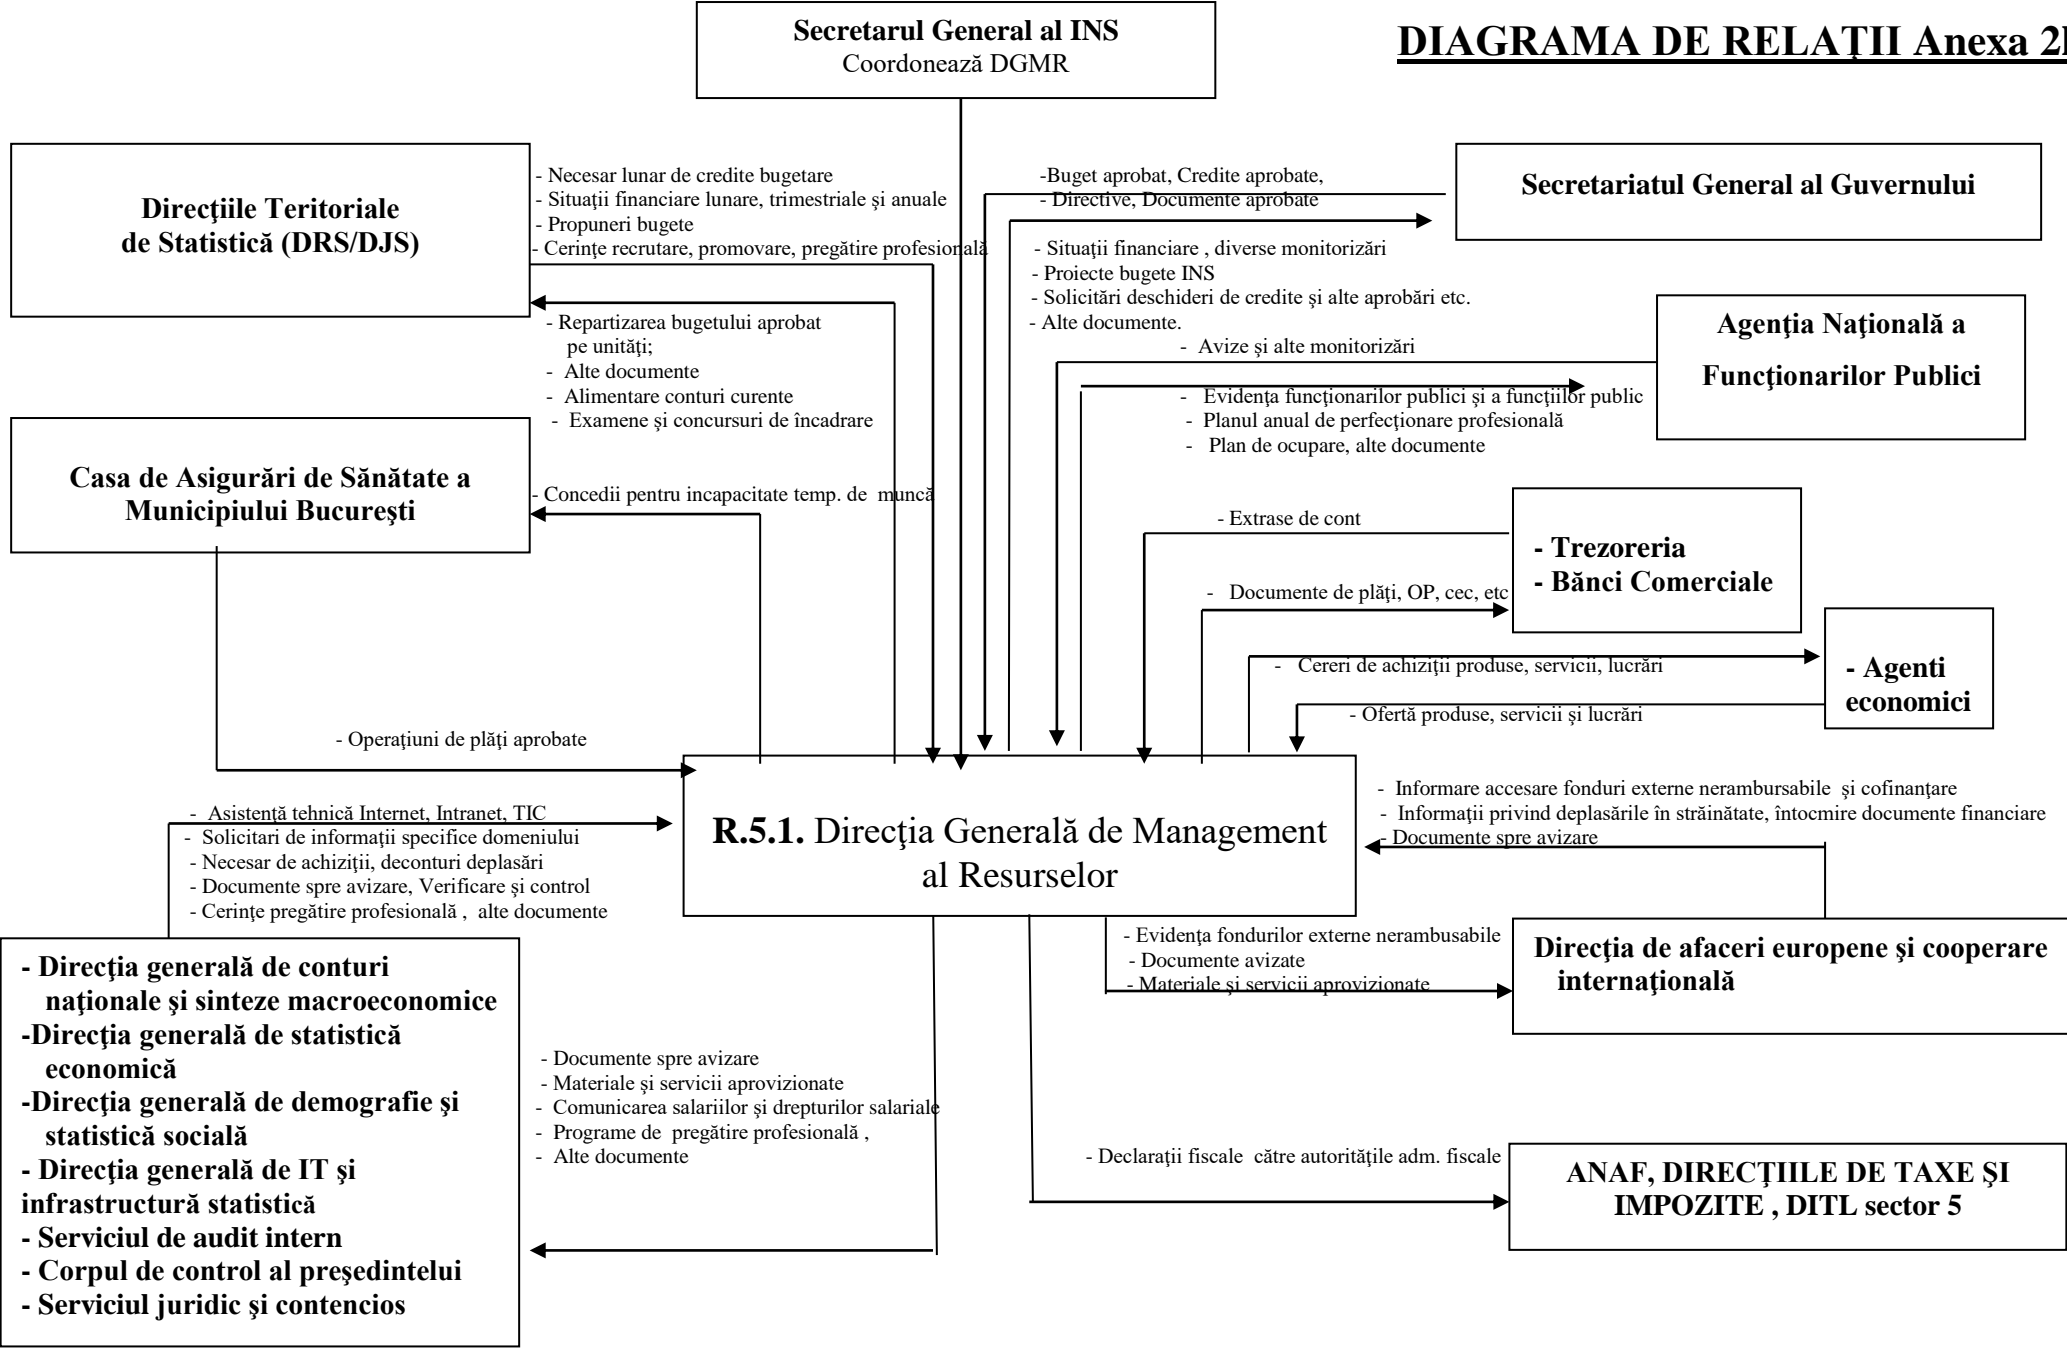 Secretarul General al INS
Coordonează DGMR
DIAGRAMA DE RELAŢII Anexa
Direcţiile Teritoriale
de Statistică (DRS/DJS)
- Necesar lunar de credite bugetare
- Situaţii financiare lunare, trimestriale şi anuale
- Propuneri bugete
- Cerinţe recrutare, promovare, pregătire profesională
-Buget aprobat, Credite aprobate,
- Directive, Documente aprobate
Secretariatul General al Guvernului
- Situaţii financiare , diverse monitorizări
- Proiecte bugete INS
- Solicitări deschideri de credite şi alte aprobări etc.
- Alte documente.
- Repartizarea bugetului aprobat
pe unităţi;
- Alte documente
- Alimentare conturi curente
- Examene şi concursuri de încadrare
- Avize şi alte monitorizări
Agenţia Naţională a
Funcţionarilor Publici
- Evidenţa funcţionarilor publici şi a funcţiilor public
- Planul anual de perfecţionare profesională
- Plan de ocupare, alte documente
Casa de Asigurări de Sănătate a
Municipiului Bucureşti
- Concedii pentru incapacitate temp. de muncă
- Extrase de cont
- Trezoreria
- Bănci Comerciale
- Documente de plăţi, OP, cec, etc
- Cereri de achiziţii produse, servicii, lucrări
- Agenti
economici
- Ofertă produse, servicii şi lucrări
- Operaţiuni de plăţi aprobate
- Asistenţă tehnică Internet, Intranet, TIC
- Solicitari de informaţii specifice domeniului
- Necesar de achiziţii, deconturi deplasări
- Documente spre avizare, Verificare şi control
- Cerinţe pregătire profesională , alte documente
R.5.1. Direcţia Generală de Management
al Resurselor
- Informare accesare fonduri externe nerambursabile şi cofinanţare
- Informaţii privind deplasările în străinătate, întocmire documente financiare
- Documente spre avizare
- Direcţia generală de conturi
naţionale şi sinteze macroeconomice
-Direcţia generală de statistică
economică
-Direcţia generală de demografie şi
statistică socială
- Direcţia generală de IT şi
infrastructură statistică
- Serviciul de audit intern
- Corpul de control al preşedintelui
- Serviciul juridic şi contencios
- Evidenţa fondurilor externe nerambusabile
- Documente avizate
- Materiale şi servicii aprovizionate
Direcţia de afaceri europene şi cooperare
internaţională
- Documente spre avizare
- Materiale şi servicii aprovizionate
- Comunicarea salariilor şi drepturilor salariale
- Programe de pregătire profesională ,
- Alte documente
- Declaraţii fiscale către autorităţile adm. fiscale
ANAF, DIRECŢIILE DE TAXE ŞI
IMPOZITE , DITL sector 5